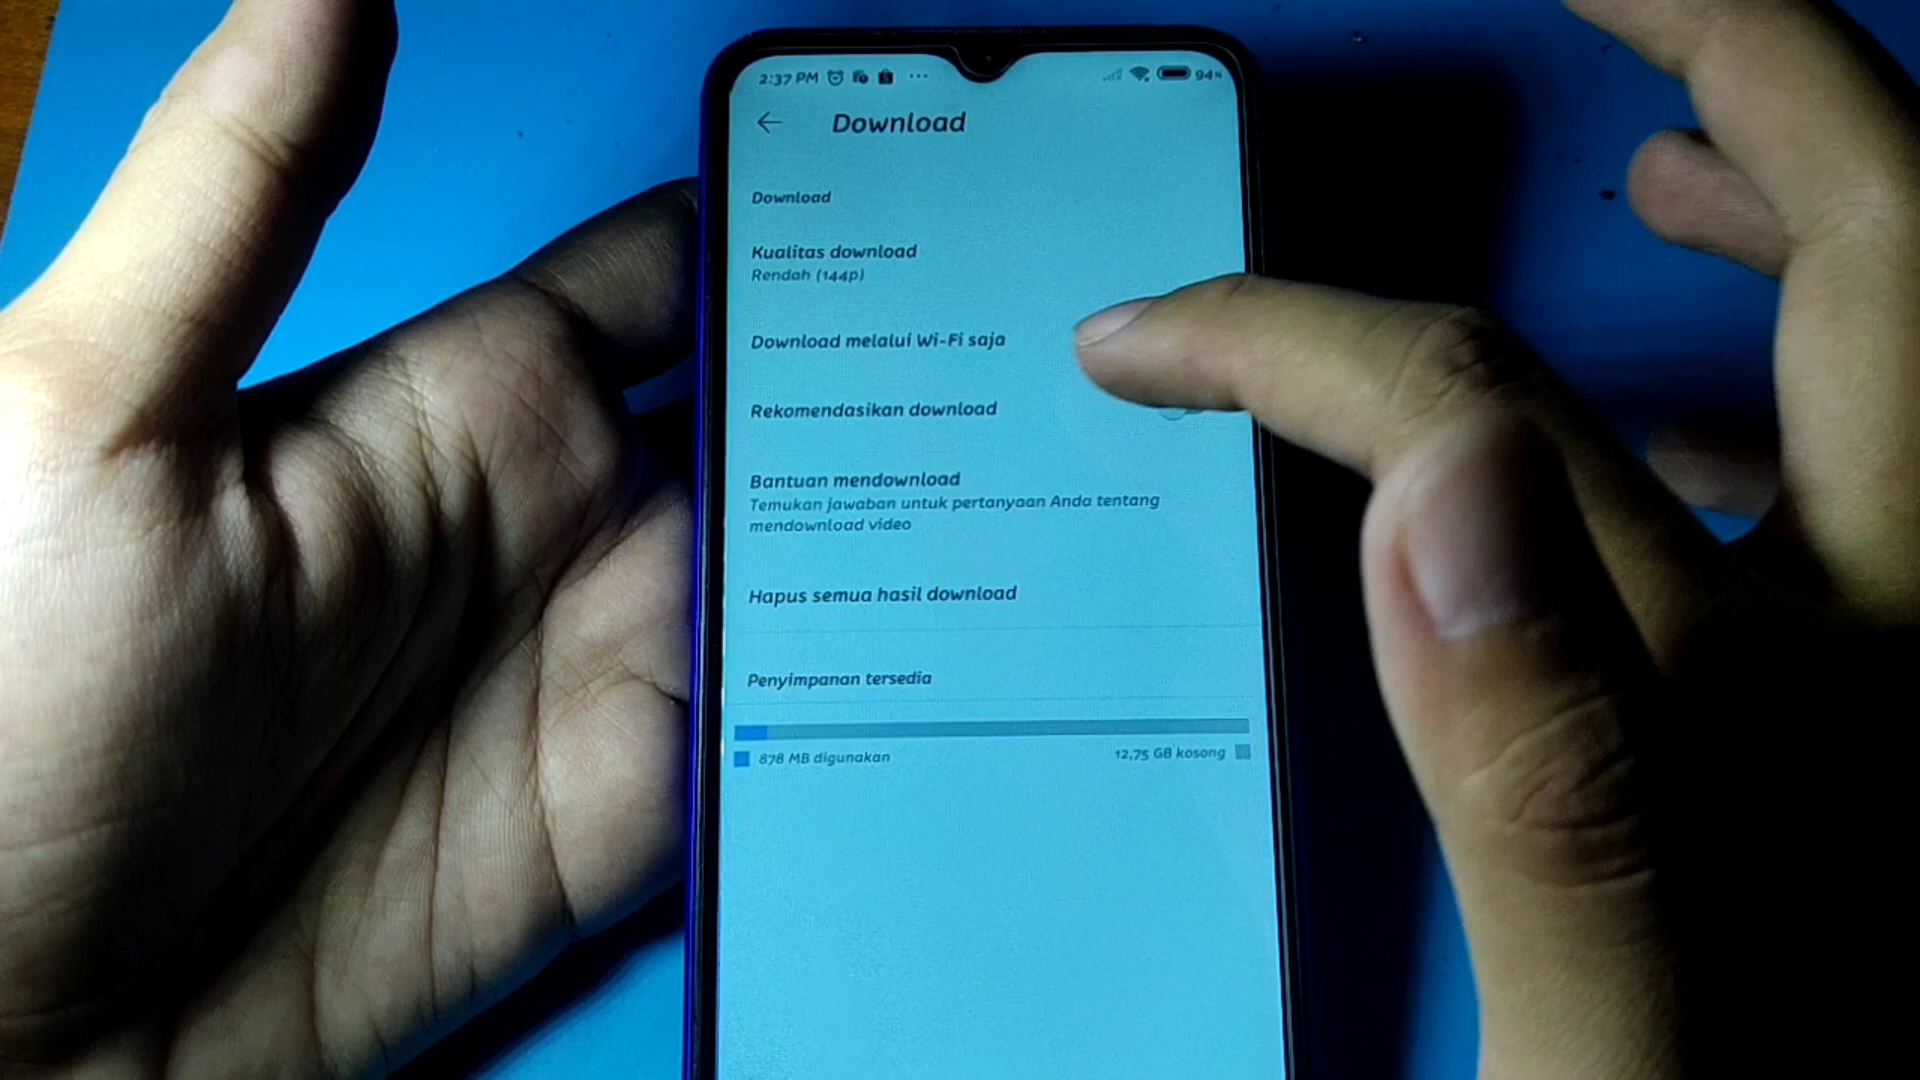 2:37 PM ... 94%
Download
Download
Kualitas download
Rendah (144p)
Download melalui Wi-Fi saja
Rekomendasikan download
Bantuan mendownload
Temukan jawaban untuk pertanyaan Anda tentang
mendownload video
Hapus semua hasil download
Penyimpanan tersedia
878 MB digunakan 12,75 GB kosong